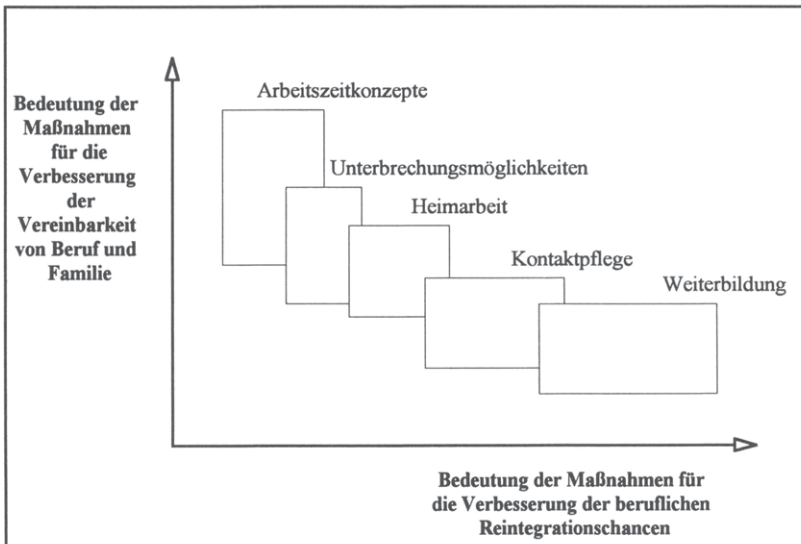 Arbeitszeitkonzepte
Bedeutung der
Maßnahmen
für die
Verbesserung
der
Vereinbarkeit
von Beruf und
Familie
Unterbrechungsmöglichkeiten
Heimarbeit
Kontaktpflege
Weiterbildung
Bedeutung der Maßnahmen für
die Verbesserung der beruflichen
Reintegrationschancen